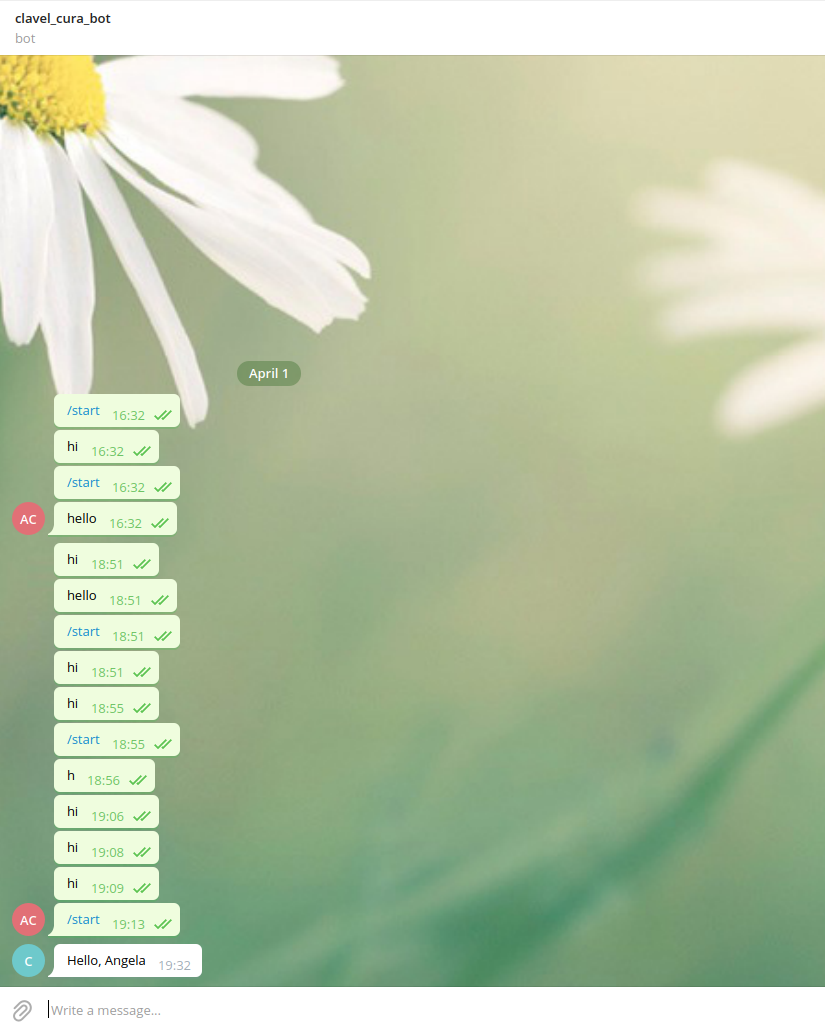 clavel_cura_bot
bot
April 1
/start 16:32
hi 16:32
/start 16:32
AC hello 16:32
hi 18:51
hello 18:51
/start 18:51
hi 18:51
hi 18:55
/start 18:55
h 18:56
hi 19:06
hi 19:08
hi 19:09
AC /start 19:13
C Hello, Angela 19:32
Write a message...